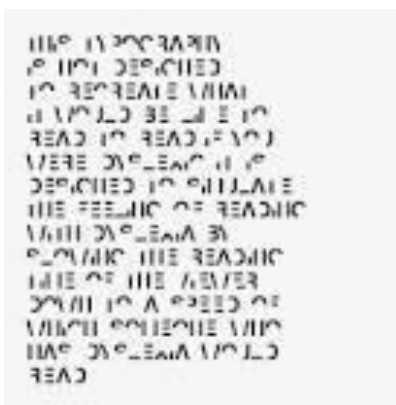 THIS TYPOGRAPHY
IS NOT DESIGNED
TO RECREATE WHAT
IT WOULD BE LIKE TO
READ TO READ IF YOU
WERE DYSLEXIC IT IS
DESIGNED TO SIMULATE
THE FEELING OF READING
WITH DYSLEXIA BY
SLOWING THE READING
TIME OF THE VIEWER
DOWN TO A SPEED OF
WHICH SOMEONE WHO
HAS DYSLEXIA WOULD
READ